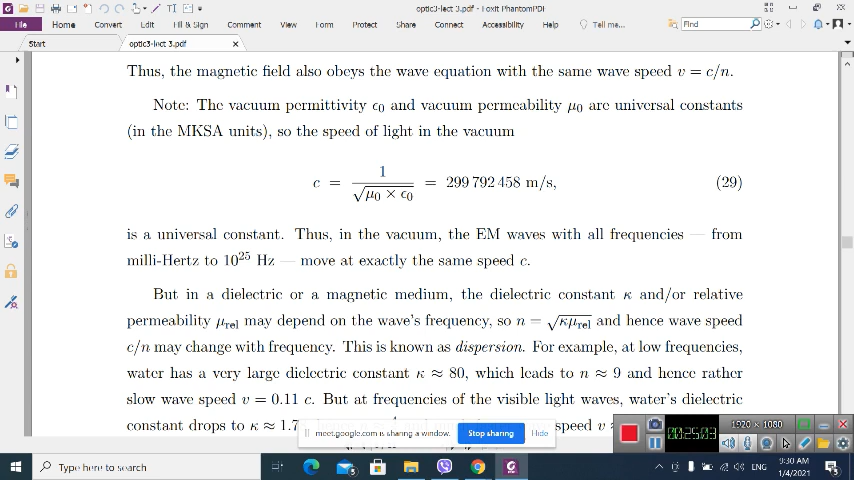 optic3-lect 3.pdf - Foxit PhantomPDF
File Home Comment View Form Protect Share Connect Accessibility Help Tell me... Find
Convert Edit Fill & Sign Organize
Start optic3-lect 3.pdf
Thus, the magnetic field also obeys the wave equation with the same wave speed v = c/n.
Note: The vacuum permittivity ϵ0 and vacuum permeability μ0 are universal constants
(in the MKSA units), so the speed of light in the vacuum
c = 1/√(μ0 × ϵ0) = 299 792 458 m/s, (29)
is a universal constant. Thus, in the vacuum, the EM waves with all frequencies — from
milli-Hertz to 10^25 Hz — move at exactly the same speed c.
But in a dielectric or a magnetic medium, the dielectric constant κ and/or relative
permeability μrel may depend on the wave's frequency, so n = √κμrel and hence wave speed
c/n may change with frequency. This is known as dispersion. For example, at low frequencies,
water has a very large dielectric constant κ ≈ 80, which leads to n ≈ 9 and hence rather
slow wave speed v = 0.11 c. But at frequencies of the visible light waves, water's dielectric
constant drops to κ ≈ 1.7 speed v ≈
meet.google.com is sharing a window. Stop sharing Hide
1920 × 1080
Type here to search
ENG 9:30 AM
1/4/2021